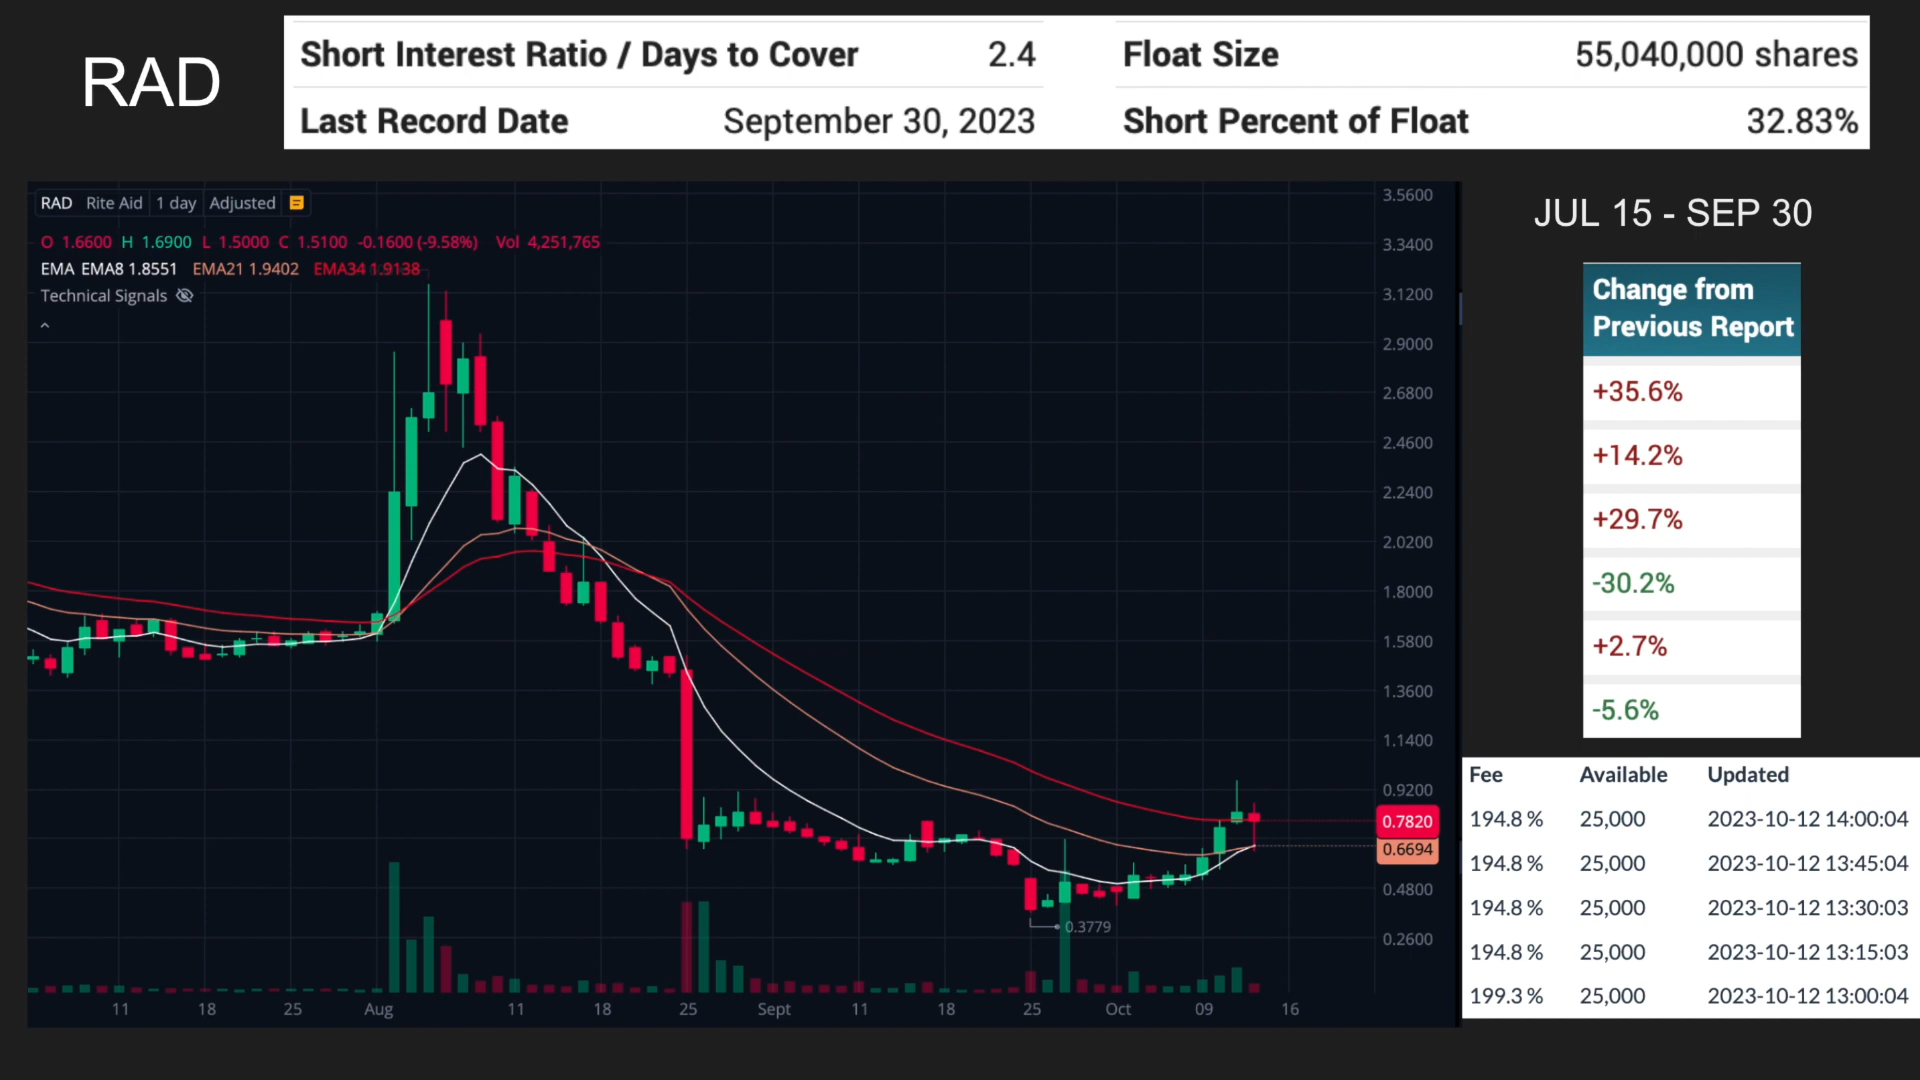 RAD
Short Interest Ratio / Days to Cover 2.4
Last Record Date September 30, 2023
Float Size 55,040,000 shares
Short Percent of Float 32.83%
RAD Rite Aid 1 day Adjusted
O 1.6600 H 1.6900 L 1.5000 C 1.5100 -0.1600 (-9.58%) Vol 4,251,765
EMA EMA8 1.8551 EMA21 1.9402 EMA34 1.9138
Technical Signals
3.5600
3.3400
3.1200
2.9000
2.6800
2.4600
2.2400
2.0200
1.8000
1.5800
1.3600
1.1400
0.9200
0.7820
0.6694
0.4800
0.2600
0.3779
11 18 25 Aug 11 18 25 Sept 11 18 25 Oct 09 16
JUL 15 - SEP 30
Change from
Previous Report
+35.6%
+14.2%
+29.7%
-30.2%
+2.7%
-5.6%
Fee Available Updated
194.8 % 25,000 2023-10-12 14:00:04
194.8 % 25,000 2023-10-12 13:45:04
194.8 % 25,000 2023-10-12 13:30:03
194.8 % 25,000 2023-10-12 13:15:03
199.3 % 25,000 2023-10-12 13:00:04